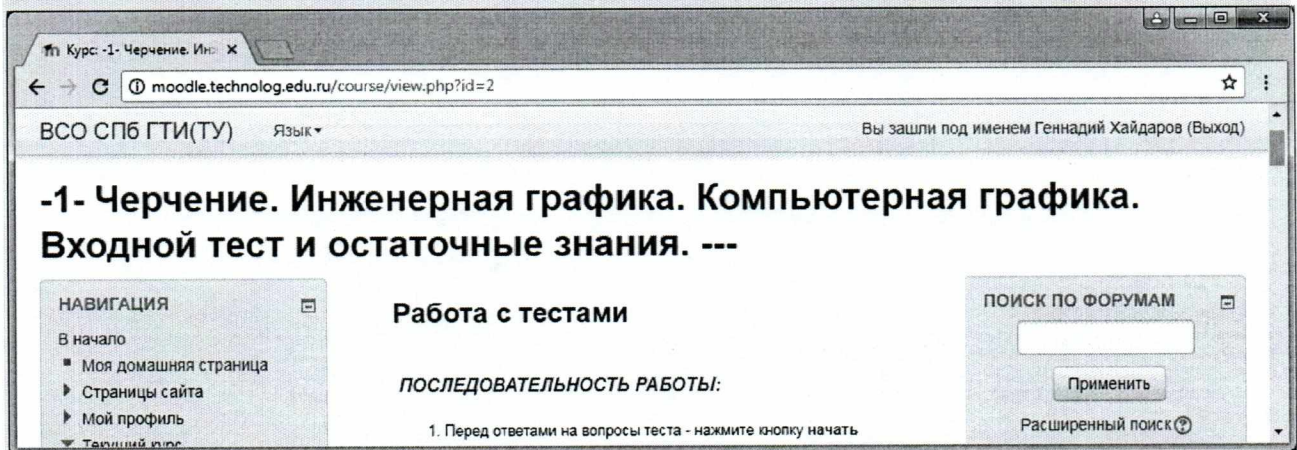 Курс: -1- Черчение. Ин
moodle.technolog.edu.ru/course/view.php?id=2
ВСО СПб ГТИ(ТУ) Язык
Вы зашли под именем Геннадий Хайдаров (Выход)
-1- Черчение. Инженерная графика. Компьютерная графика.
Входной тест и остаточные знания. ---
НАВИГАЦИЯ
В начало
Моя домашняя страница
Страницы сайта
Мой профиль
Текущий курс
Работа с тестами
ПОСЛЕДОВАТЕЛЬНОСТЬ РАБОТЫ:
1. Перед ответами на вопросы теста - нажмите кнопку начать
ПОИСК ПО ФОРУМАМ
Применить
Расширенный поиск